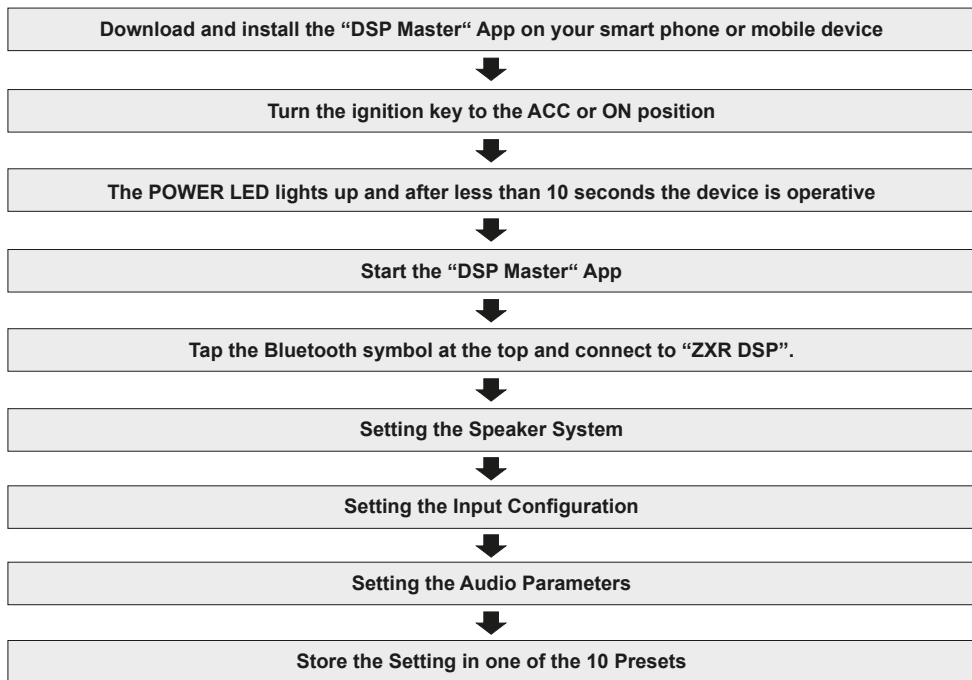 Download and install the “DSP Master“ App on your smart phone or mobile device
Turn the ignition key to the ACC or ON position
The POWER LED lights up and after less than 10 seconds the device is operative
Start the “DSP Master“ App
Tap the Bluetooth symbol at the top and connect to “ZXR DSP”.
Setting the Speaker System
Setting the Input Configuration
Setting the Audio Parameters
Store the Setting in one of the 10 Presets